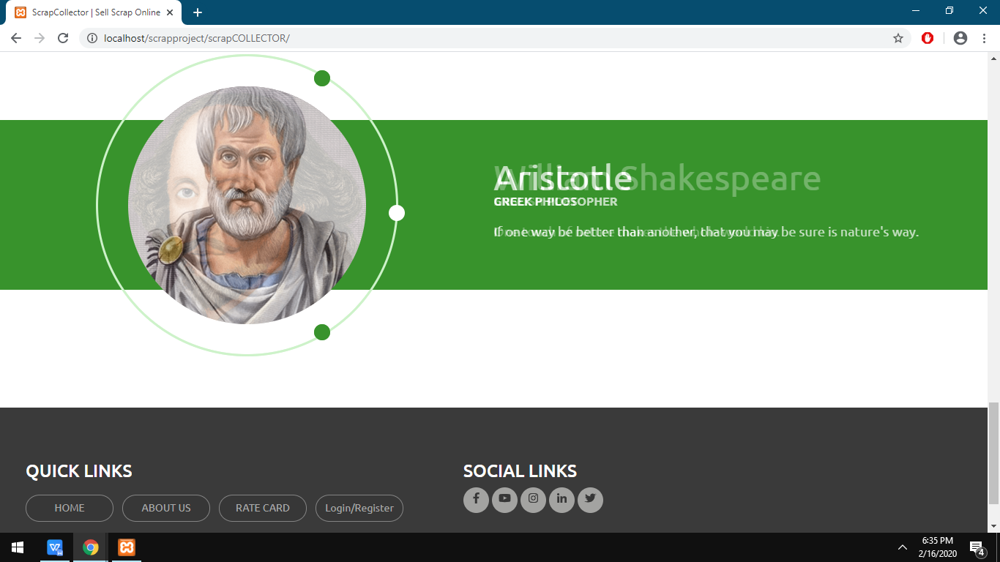 ScrapCollector | Sell Scrap Online
localhost/scrapproject/scrapCOLLECTOR/
William Shakespeare
Aristotle
GREEK PHILOSOPHER
If one way be better than another, that you may be sure is nature's way.
QUICK LINKS
SOCIAL LINKS
HOME
ABOUT US
RATE CARD
Login/Register
6:35 PM
2/16/2020
4